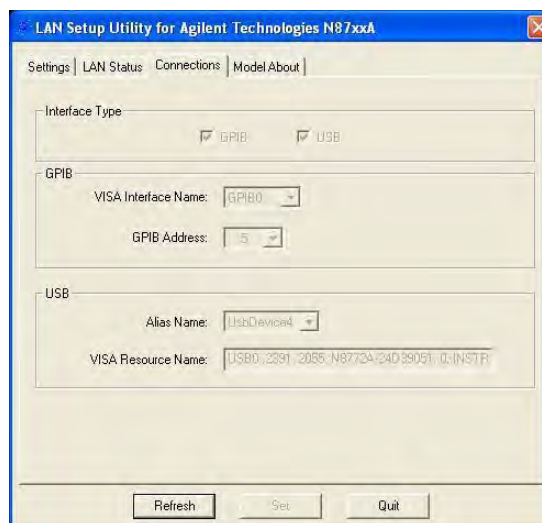 LAN Setup Utility for Agilent Technologies N87xxA
Settings LAN Status Connections Model About
Interface Type
GPIB USB
GPIB
VISA Interface Name: GPIB0
GPIB Address: 5
USB
Alias Name: UsbDevice4
VISA Resource Name: USB0::2391::2055::N8772A-24D39051::0::INSTR
Refresh Set Quit